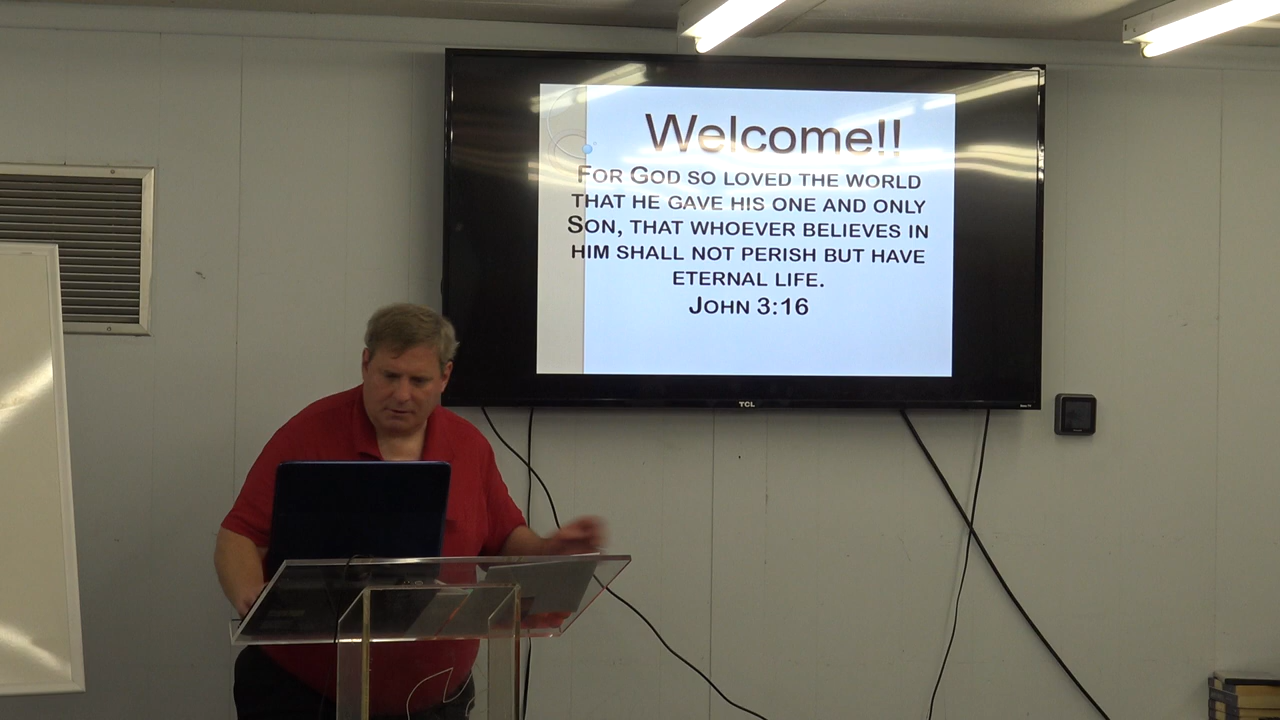 Welcome!!
FOR GOD SO LOVED THE WORLD
THAT HE GAVE HIS ONE AND ONLY
SON, THAT WHOEVER BELIEVES IN
HIM SHALL NOT PERISH BUT HAVE
ETERNAL LIFE.
JOHN 3:16
TCL